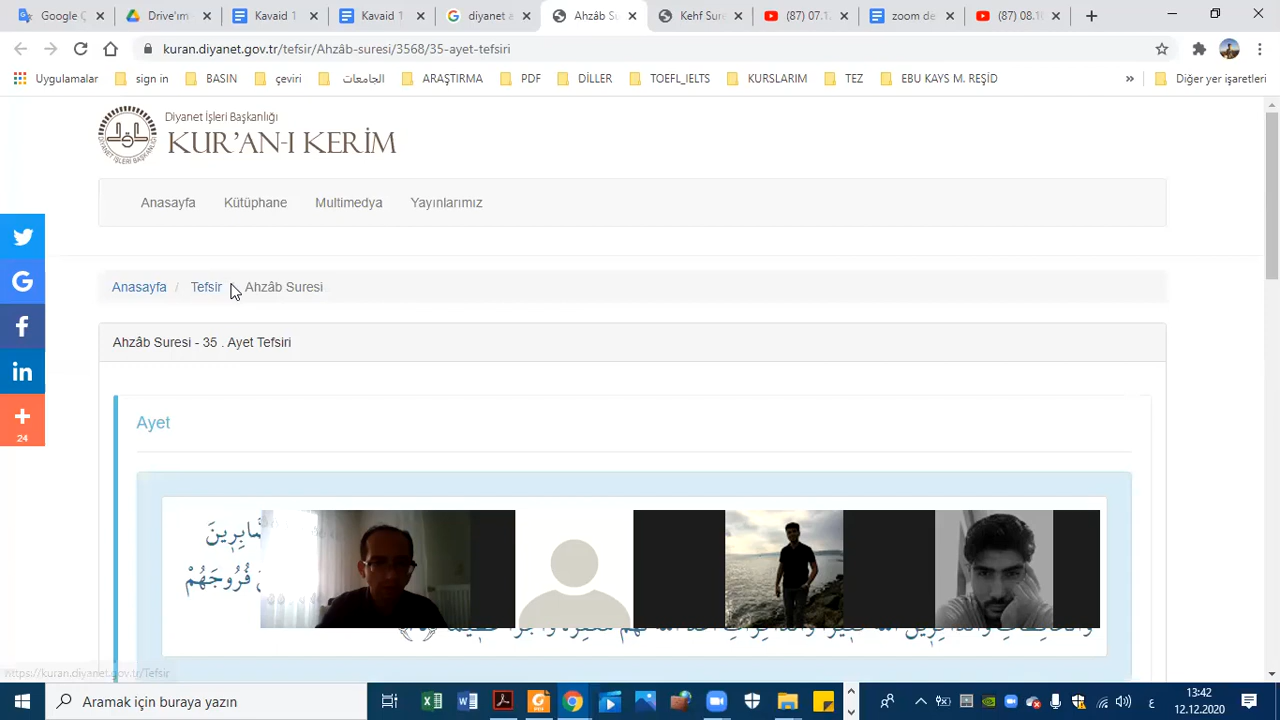 Google Ç
Drivım
Kavaid 1
Kavaid 1
diyanet a
Ahzâb Su
Kehf Sur
(87) 07.1
zoom de
(87) 08.1
kuran.diyanet.gov.tr/tefsir/Ahzâb-suresi/3568/35-ayet-tefsiri
Uygulamalar
sign in
BASIN
çeviri
الجامعات
ARAŞTIRMA
PDF
DİLLER
TOEFL_IELTS
KURSLARIM
TEZ
EBU KAYS M. REŞİD
»
Diğer yer işaretleri
Diyanet İşleri Başkanlığı
KUR'AN-I KERİM
Anasayfa
Kütüphane
Multimedya
Yayınlarımız
Anasayfa / Tefsir Ahzâb Suresi
Ahzâb Suresi - 35 . Ayet Tefsiri
24
Ayet
فُرُوجَهُمْ
https://kuran.diyanet.gov.tr/Tefsir
Aramak için buraya yazın
ع
13:42
12.12.2020